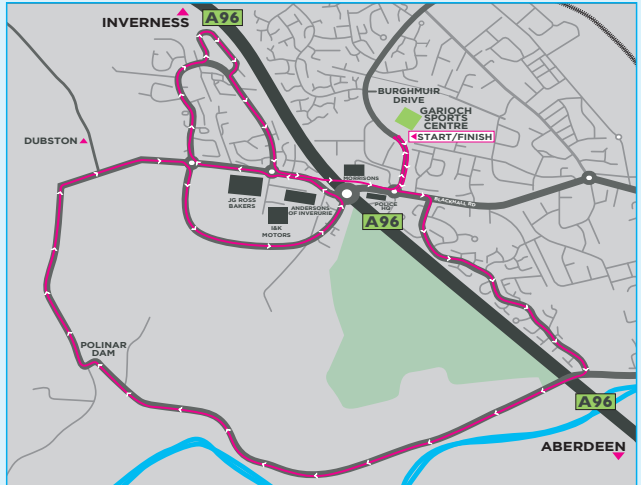 INVERNESS
A96
BURGHMUIR
DRIVE
GARIOCH
SPORTS
CENTRE
START/FINISH
DUBSTON
MORRISONS
JG ROSS
BAKERS
ANDERSONS
OF INVERURIE
POLICE
HQ
BLACKHALL RD
I&K
MOTORS
A96
POLINAR
DAM
A96
ABERDEEN